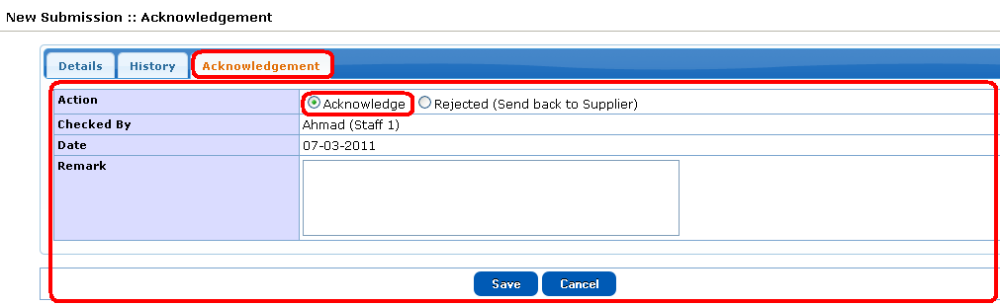 New Submission :: Acknowledgement
Details History Acknowledgement
Action Acknowledge Rejected (Send back to Supplier)
Checked By Ahmad (Staff 1)
Date 07-03-2011
Remark
Save Cancel